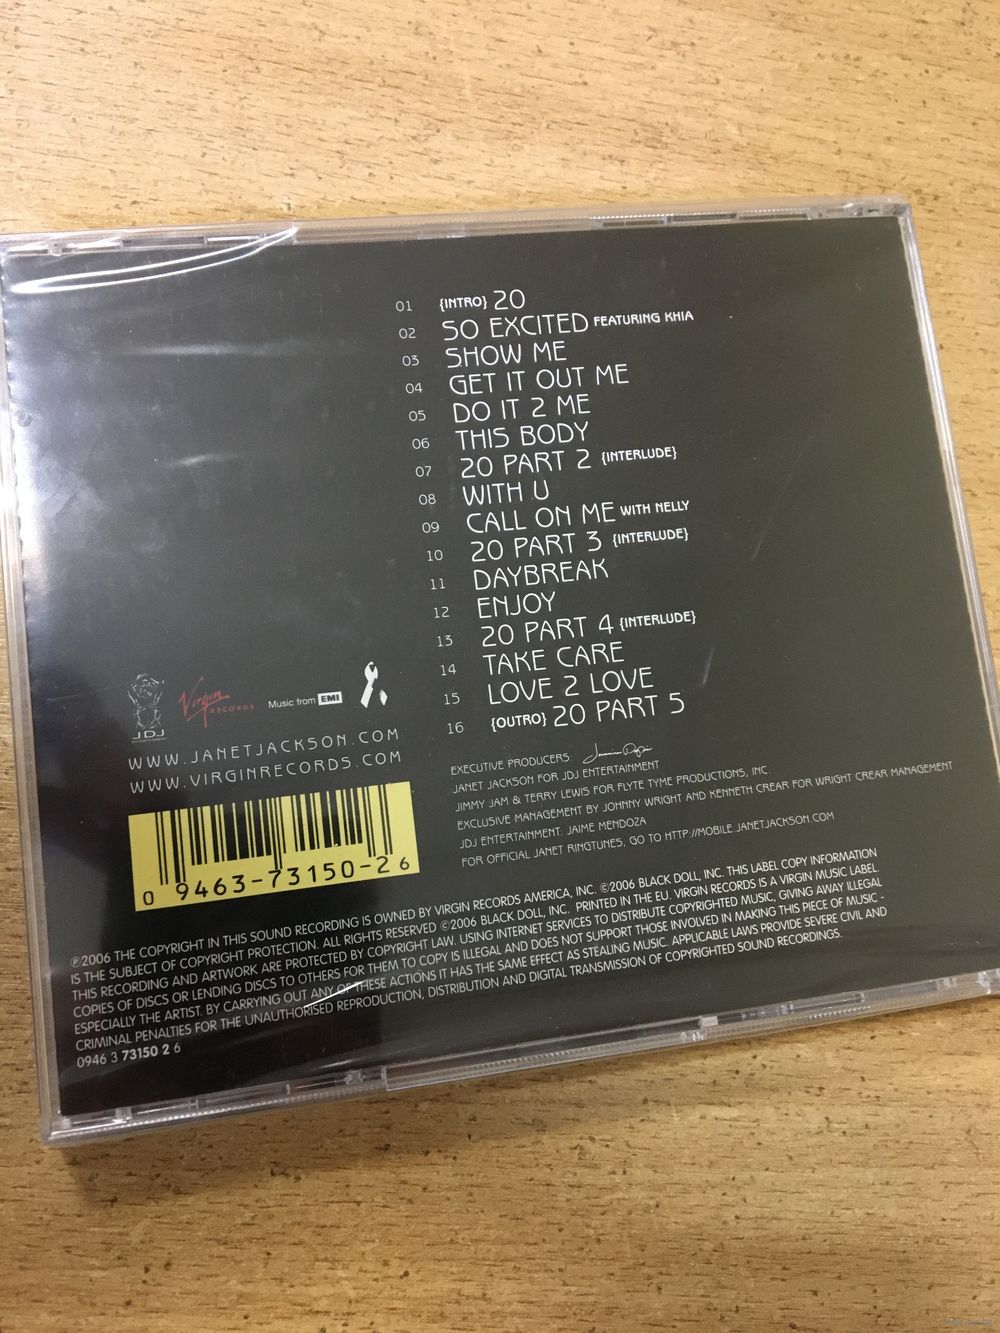 01 {INTRO} 20
02 SO EXCITED FEATURING KHIA
03 SHOW ME
04 GET IT OUT ME
05 DO IT 2 ME
06 THIS BODY
07 20 PART 2 {INTERLUDE}
08 WITH U
09 CALL ON ME WITH NELLY
10 20 PART 3 {INTERLUDE}
11 DAYBREAK
12 ENJOY
13 20 PART 4 {INTERLUDE}
14 TAKE CARE
15 LOVE 2 LOVE
16 {OUTRO} 20 PART 5
JDJ
ENTERTAINMENT
Virgin
RECORDS
Music from EMI
WWW.JANETJACKSON.COM
WWW.VIRGINRECORDS.COM
EXECUTIVE PRODUCERS:
JANET JACKSON FOR JDJ ENTERTAINMENT
JIMMY JAM & TERRY LEWIS FOR FLYTE TYME PRODUCTIONS, INC.
EXCLUSIVE MANAGEMENT BY JOHNNY WRIGHT AND KENNETH CREAR FOR WRIGHT CREAR MANAGEMENT
JDJ ENTERTAINMENT: JAIME MENDOZA
FOR OFFICIAL JANET RINGTUNES, GO TO HTTP://MOBILE.JANETJACKSON.COM
0 9463-73150-2 6
℗2006 THE COPYRIGHT IN THIS SOUND RECORDING IS OWNED BY VIRGIN RECORDS AMERICA, INC. ©2006 BLACK DOLL, INC. THIS LABEL COPY INFORMATION
IS THE SUBJECT OF COPYRIGHT PROTECTION. ALL RIGHTS RESERVED ©2006 BLACK DOLL, INC. PRINTED IN THE EU. VIRGIN RECORDS IS A VIRGIN MUSIC LABEL.
THIS RECORDING AND ARTWORK ARE PROTECTED BY COPYRIGHT LAW. USING INTERNET SERVICES TO DISTRIBUTE COPYRIGHTED MUSIC, GIVING AWAY ILLEGAL
COPIES OF DISCS OR LENDING DISCS TO OTHERS FOR THEM TO COPY IS ILLEGAL AND DOES NOT SUPPORT THOSE INVOLVED IN MAKING THIS PIECE OF MUSIC -
ESPECIALLY THE ARTIST. BY CARRYING OUT ANY OF THESE ACTIONS IT HAS THE SAME EFFECT AS STEALING MUSIC. APPLICABLE LAWS PROVIDE SEVERE CIVIL AND
CRIMINAL PENALTIES FOR THE UNAUTHORISED REPRODUCTION, DISTRIBUTION AND DIGITAL TRANSMISSION OF COPYRIGHTED SOUND RECORDINGS.
0946 3 73150 2 6